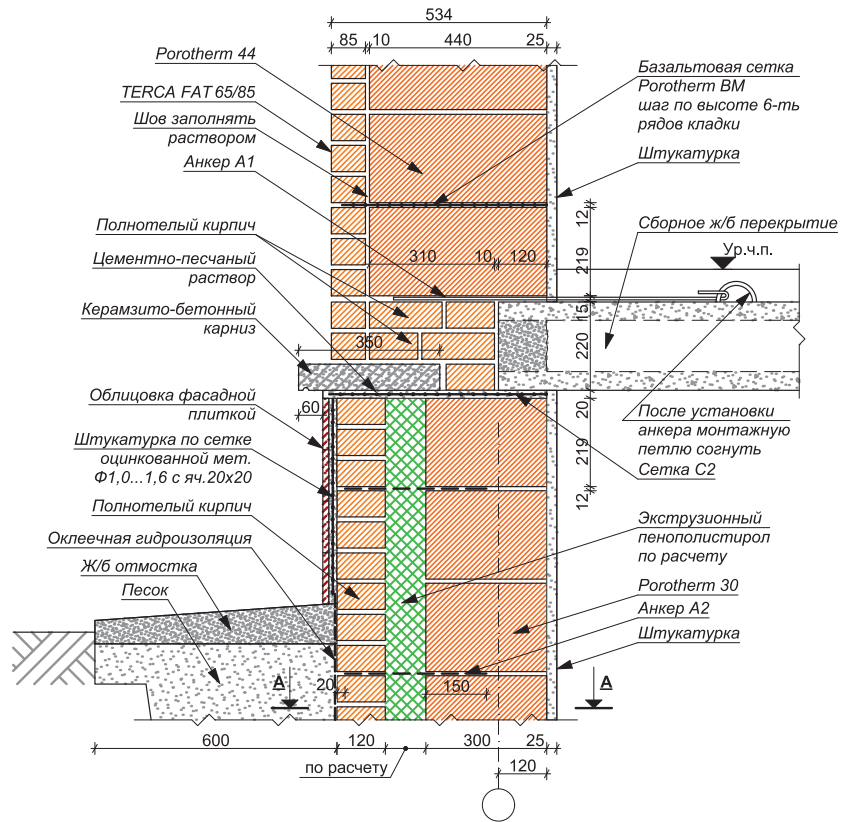 534
85 10 440 25
Porotherm 44
TERCA FAT 65/85
Шов заполнять
раствором
Анкер А1
Полнотелый кирпич
Цементно-песчаный
раствор
Керамзито-бетонный
карниз
Облицовка фасадной
плиткой
Штукатурка по сетке
оцинкованной мет.
Ф1,0...1,6 с яч.20х20
Полнотелый кирпич
Оклеечная гидроизоляция
Ж/б отмостка
Песок
Базальтовая сетка
Porotherm BM
шаг по высоте 6-ть
рядов кладки
Штукатурка
Сборное ж/б перекрытие
Ур.ч.п.
12
219
15
220
20
219
12
310 10 120
350
60
После установки
анкера монтажную
петлю согнуть
Сетка С2
Экструзионный
пенополистирол
по расчету
Porotherm 30
Анкер А2
Штукатурка
А
А
20
150
600 120 300 25
по расчету
120